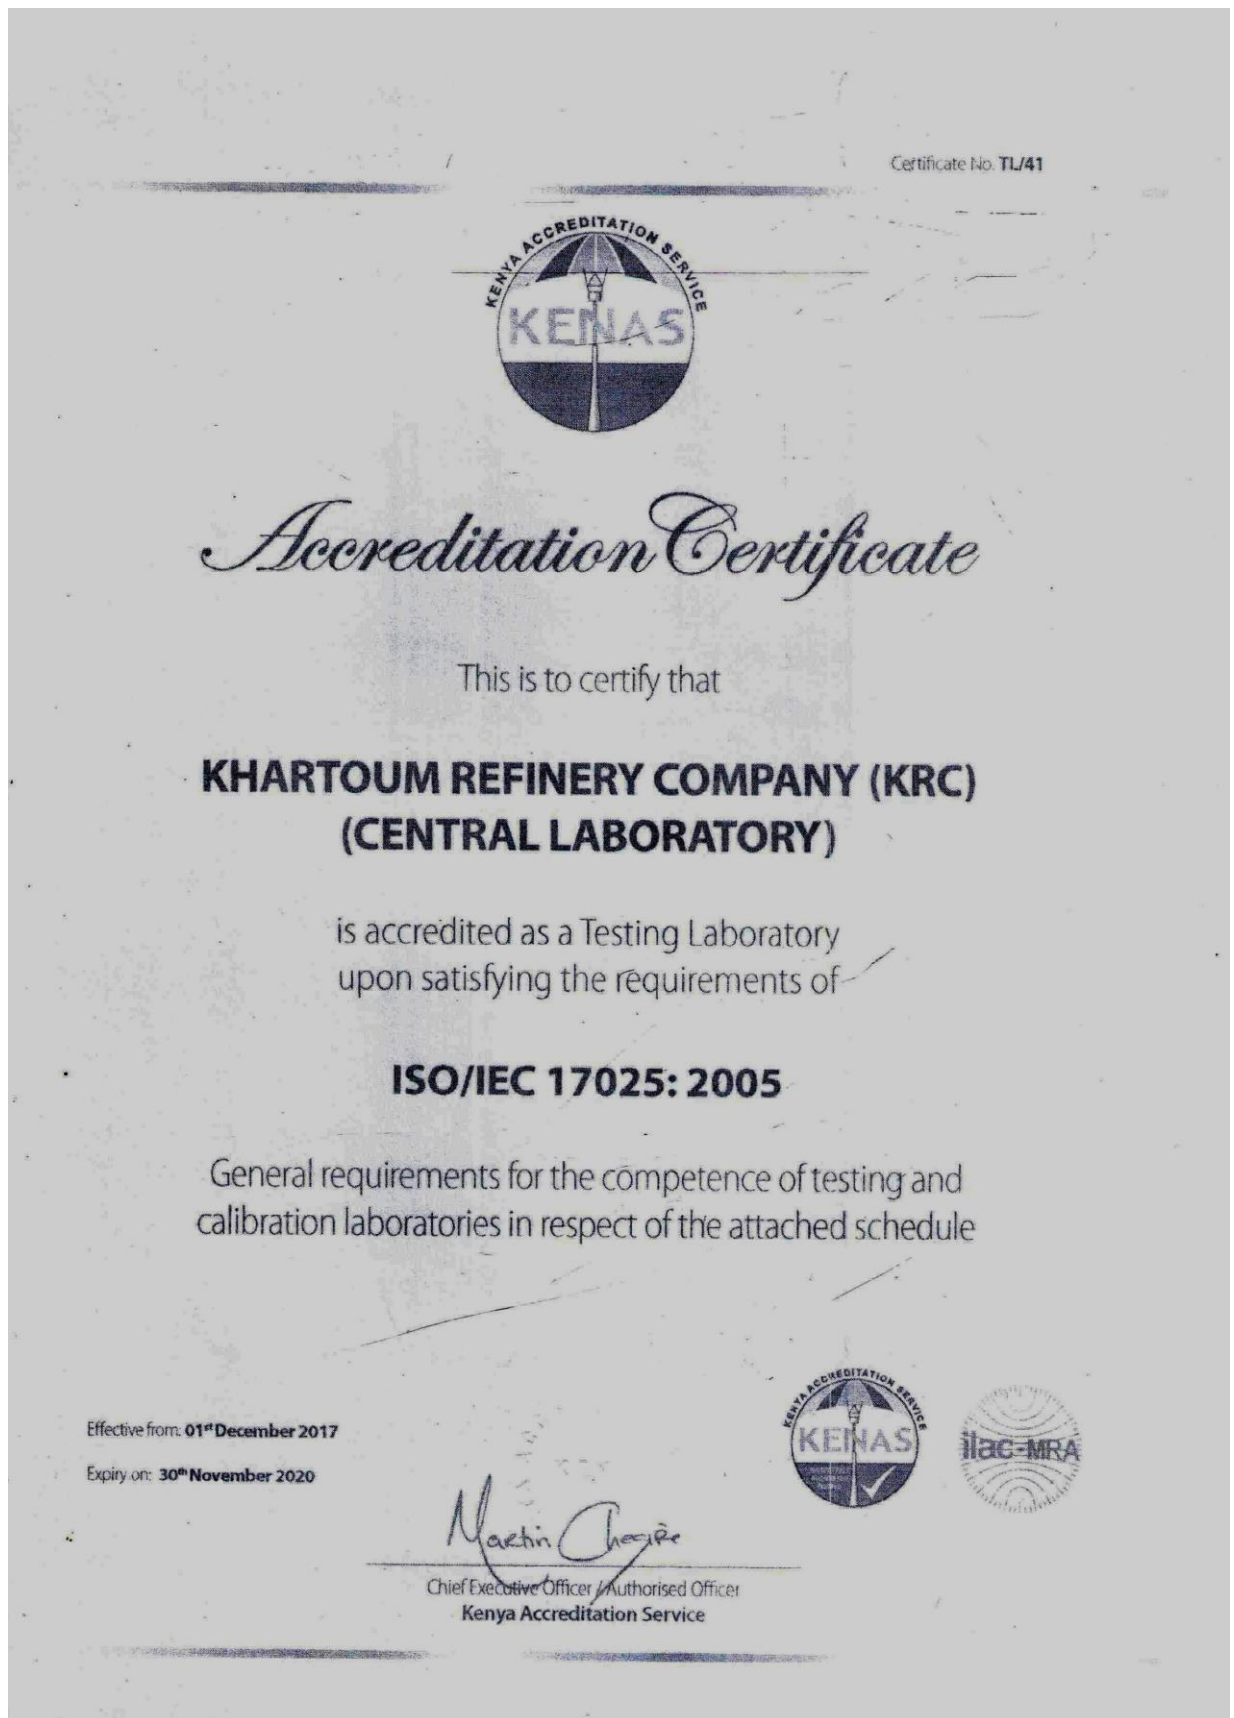 Certificate No. TL/41
KENYA ACCREDITATION SERVICE
KENAS
Accreditation Certificate
This is to certify that
KHARTOUM REFINERY COMPANY (KRC)
(CENTRAL LABORATORY)
is accredited as a Testing Laboratory
upon satisfying the requirements of
ISO/IEC 17025: 2005
General requirements for the competence of testing and
calibration laboratories in respect of the attached schedule
KENYA ACCREDITATION SERVICE
KENAS
ilac-MRA
Effective from: 01st December 2017
Expiry on: 30th November 2020
Martin
Chief Executive Officer / Authorised Officer
Kenya Accreditation Service